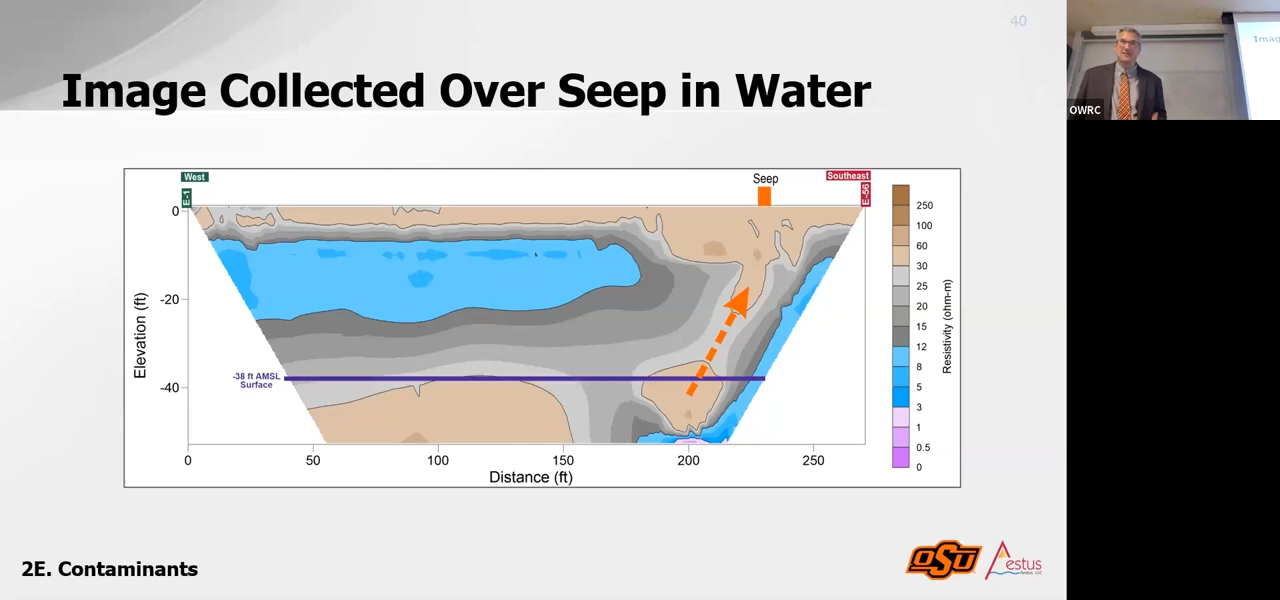 40
Imag
OWRC
Image Collected Over Seep in Water
West
E-1
Seep
Southeast
E-56
0
-20
-40
Elevation (ft)
-38 ft AMSL
Surface
0
50
100
150
200
250
Distance (ft)
250
100
60
30
25
20
15
12
8
5
3
1
0.5
0
Resistivity (ohm-m)
2E. Contaminants
OSU
Aestus